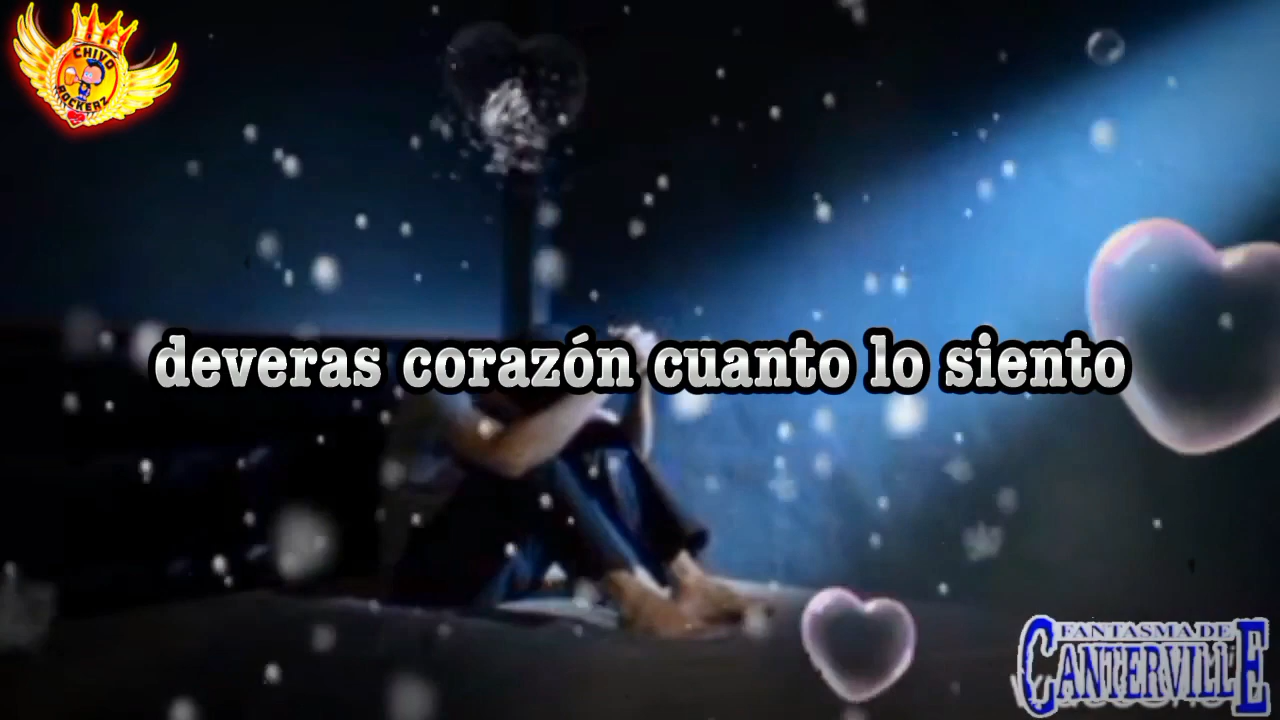 CHIVO
ROCKERZ
deveras corazón cuanto lo siento
FANTASMA DE
CANTERVILLE